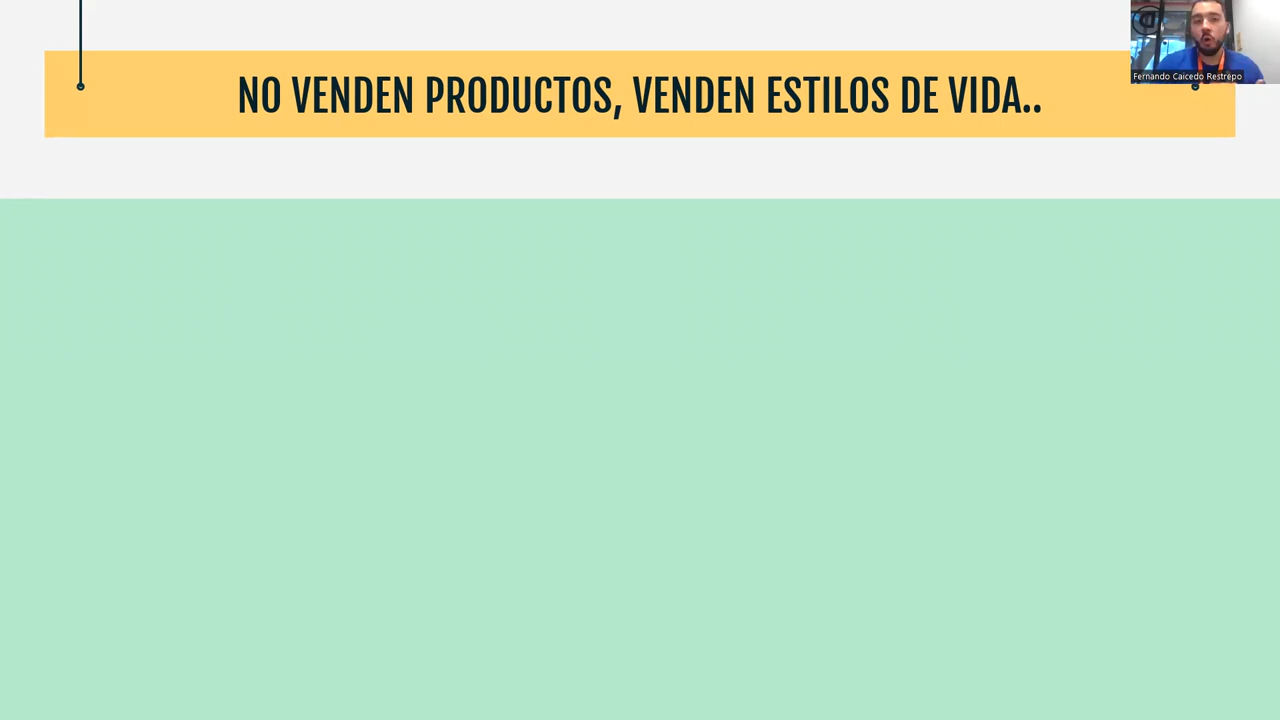 NO VENDEN PRODUCTOS, VENDEN ESTILOS DE VIDA..
Fernando Caicedo Restrepo